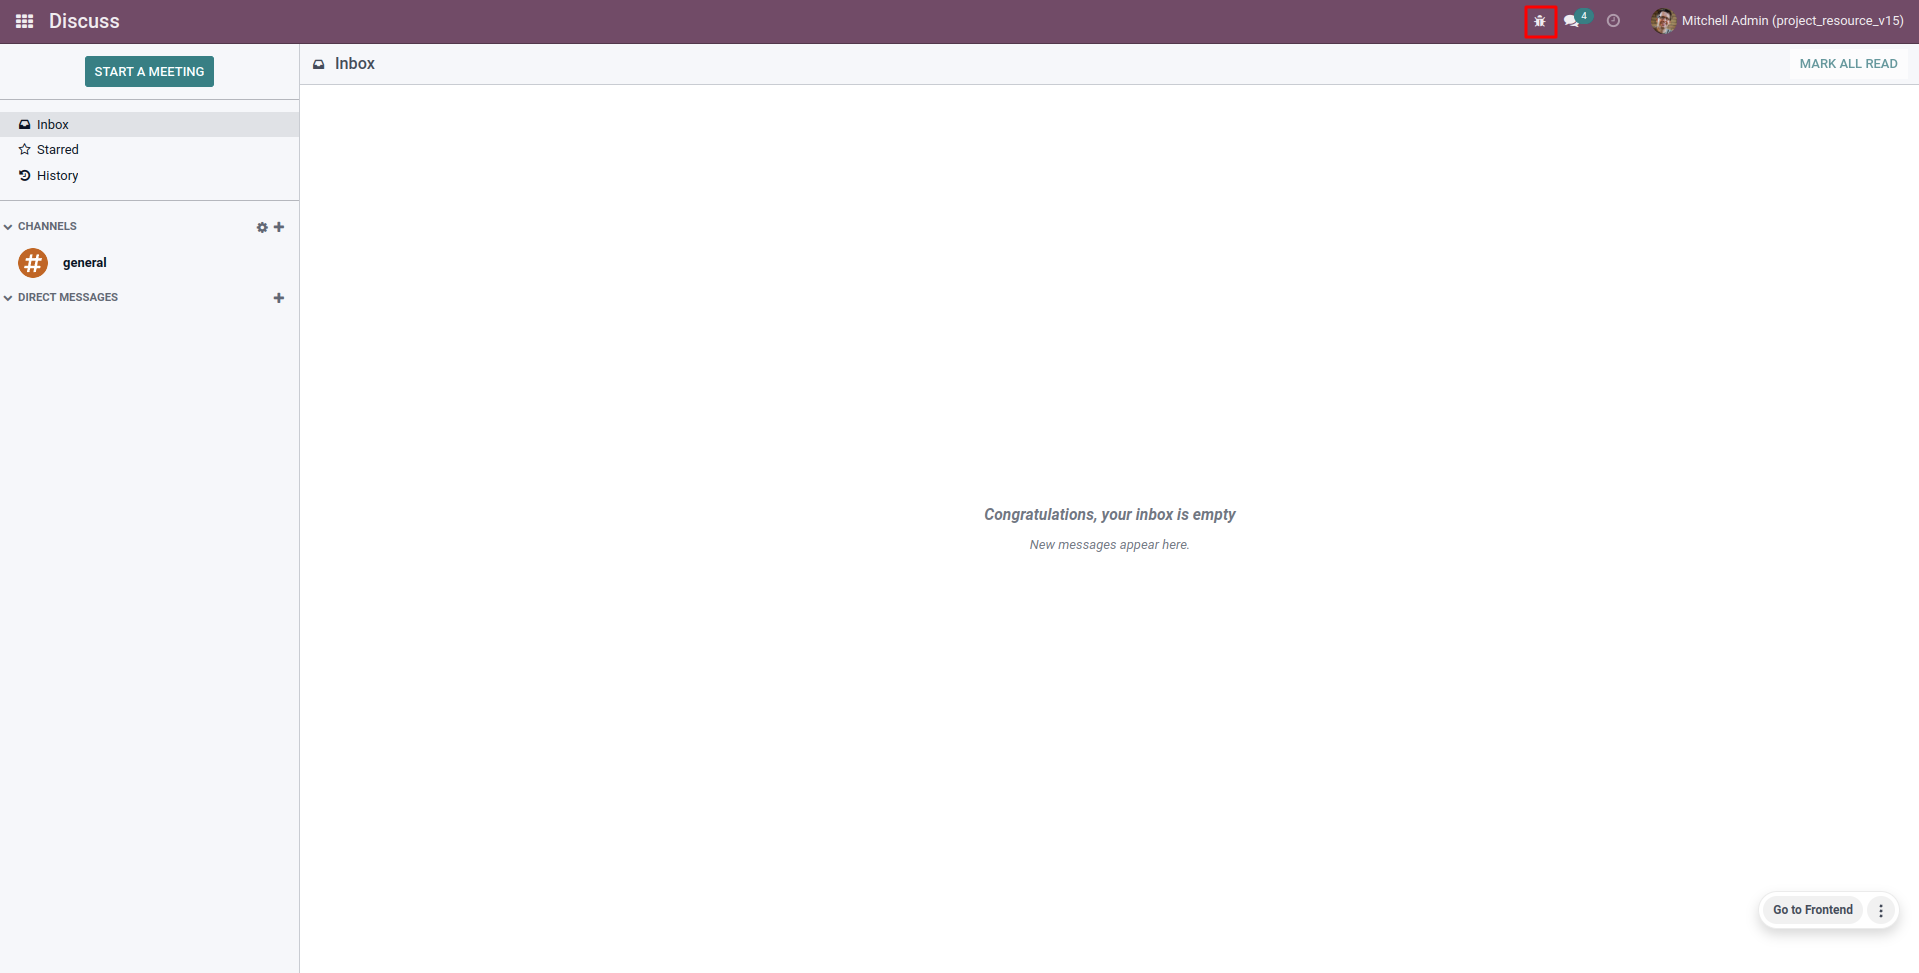 Discuss
4
Mitchell Admin (project_resource_v15)
START A MEETING
Inbox
MARK ALL READ
Inbox
Starred
History
CHANNELS
general
DIRECT MESSAGES
Congratulations, your inbox is empty
New messages appear here.
Go to Frontend